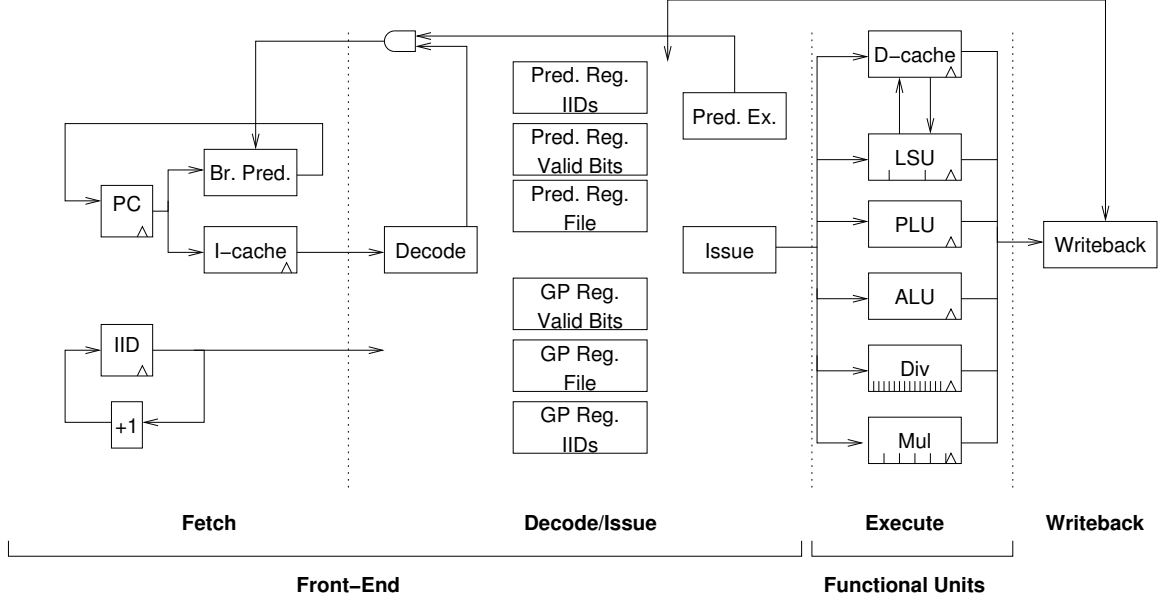 D−cache
Pred. Reg.
IIDs
Pred. Ex.
Pred. Reg.
Valid Bits
LSU
Br. Pred.
Pred. Reg.
File
PC
PLU
I−cache
Decode
Issue
Writeback
GP Reg.
Valid Bits
ALU
IID
GP Reg.
File
Div
+1
GP Reg.
IIDs
Mul
Fetch
Decode/Issue
Execute
Writeback
Front−End
Functional Units